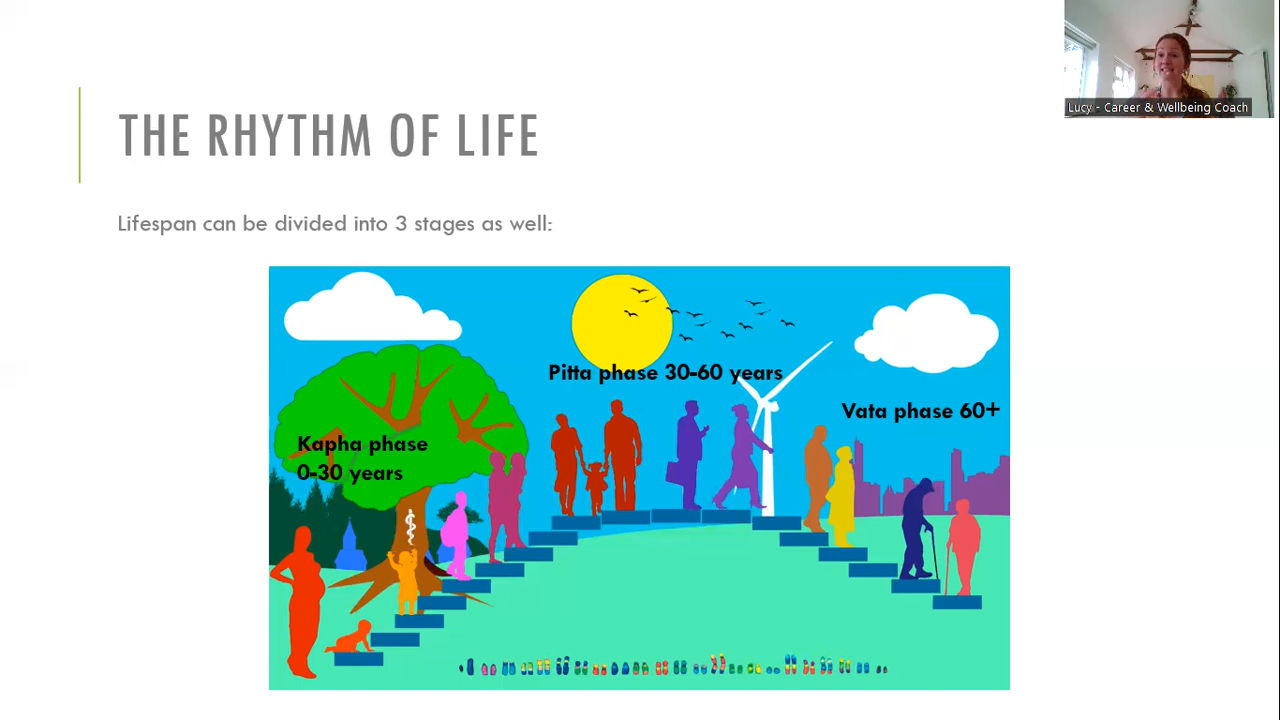 Lucy - Career & Wellbeing Coach
THE RHYTHM OF LIFE
Lifespan can be divided into 3 stages as well:
Pitta phase 30-60 years
Vata phase 60+
Kapha phase
0-30 years